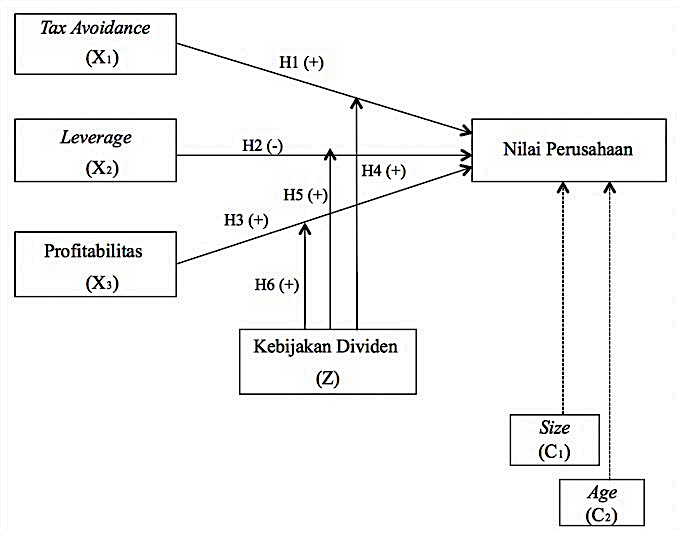 Tax Avoidance
(X1)
H1 (+)
Leverage
(X2)
H2 (-)
Nilai Perusahaan
H4 (+)
H5 (+)
H3 (+)
Profitabilitas
(X3)
H6 (+)
Kebijakan Dividen
(Z)
Size
(C1)
Age
(C2)